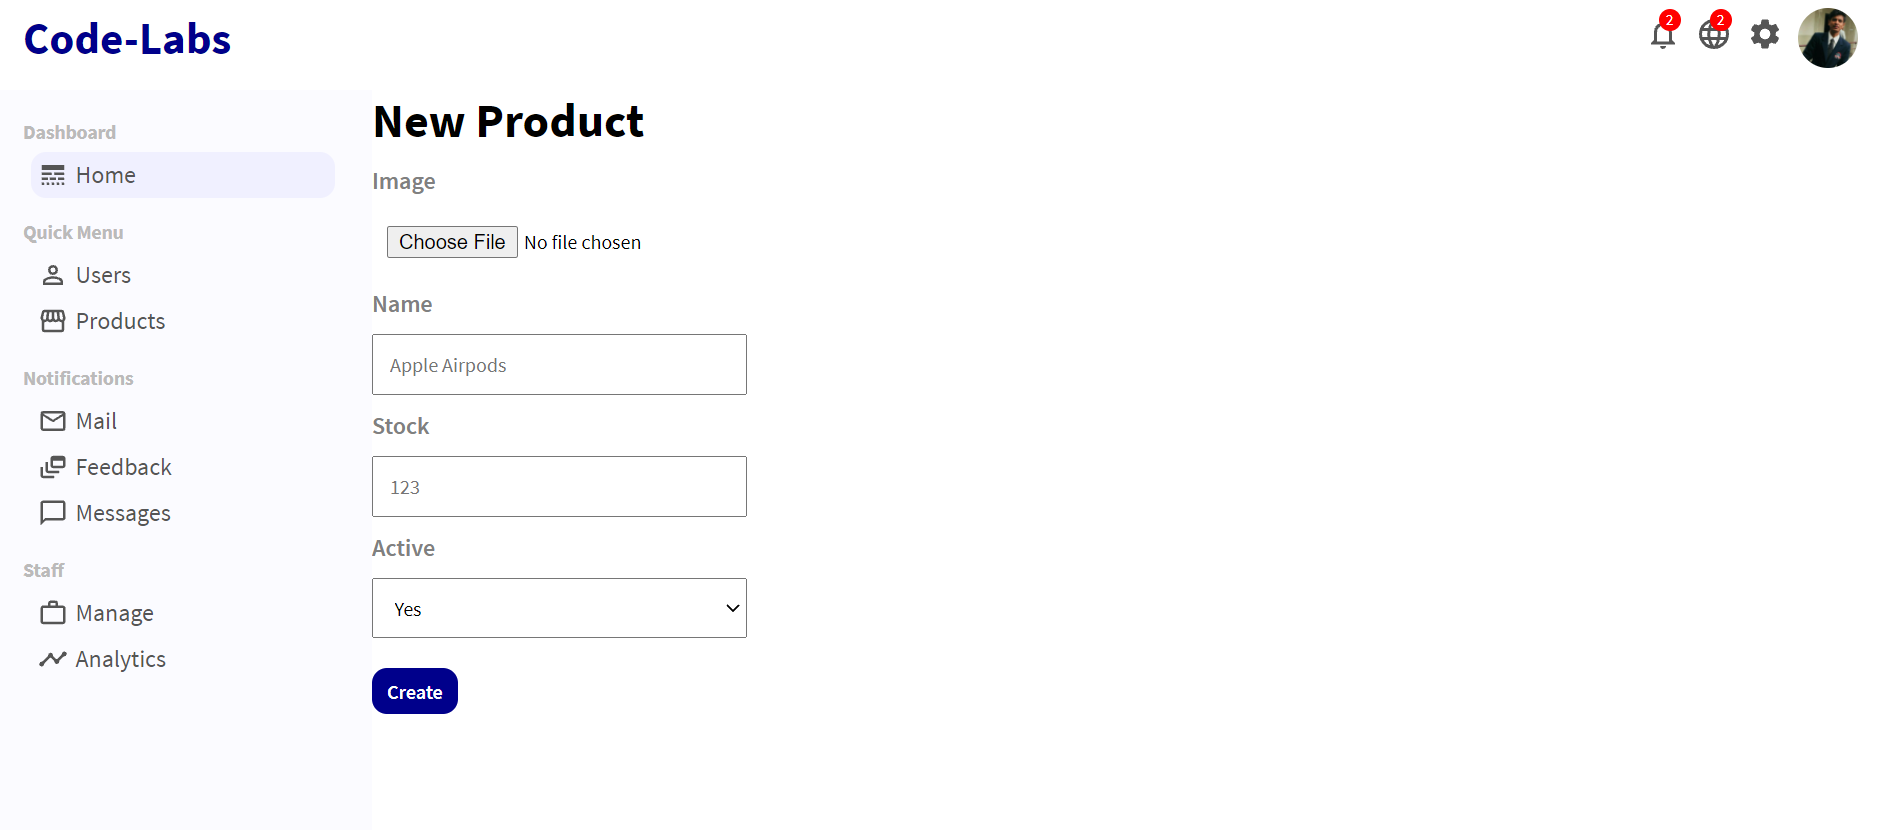 Code-Labs
2
2
Dashboard
Home
Quick Menu
Users
Products
Notifications
Mail
Feedback
Messages
Staff
Manage
Analytics
New Product
Image
Choose File No file chosen
Name
Apple Airpods
Stock
123
Active
Yes
Create